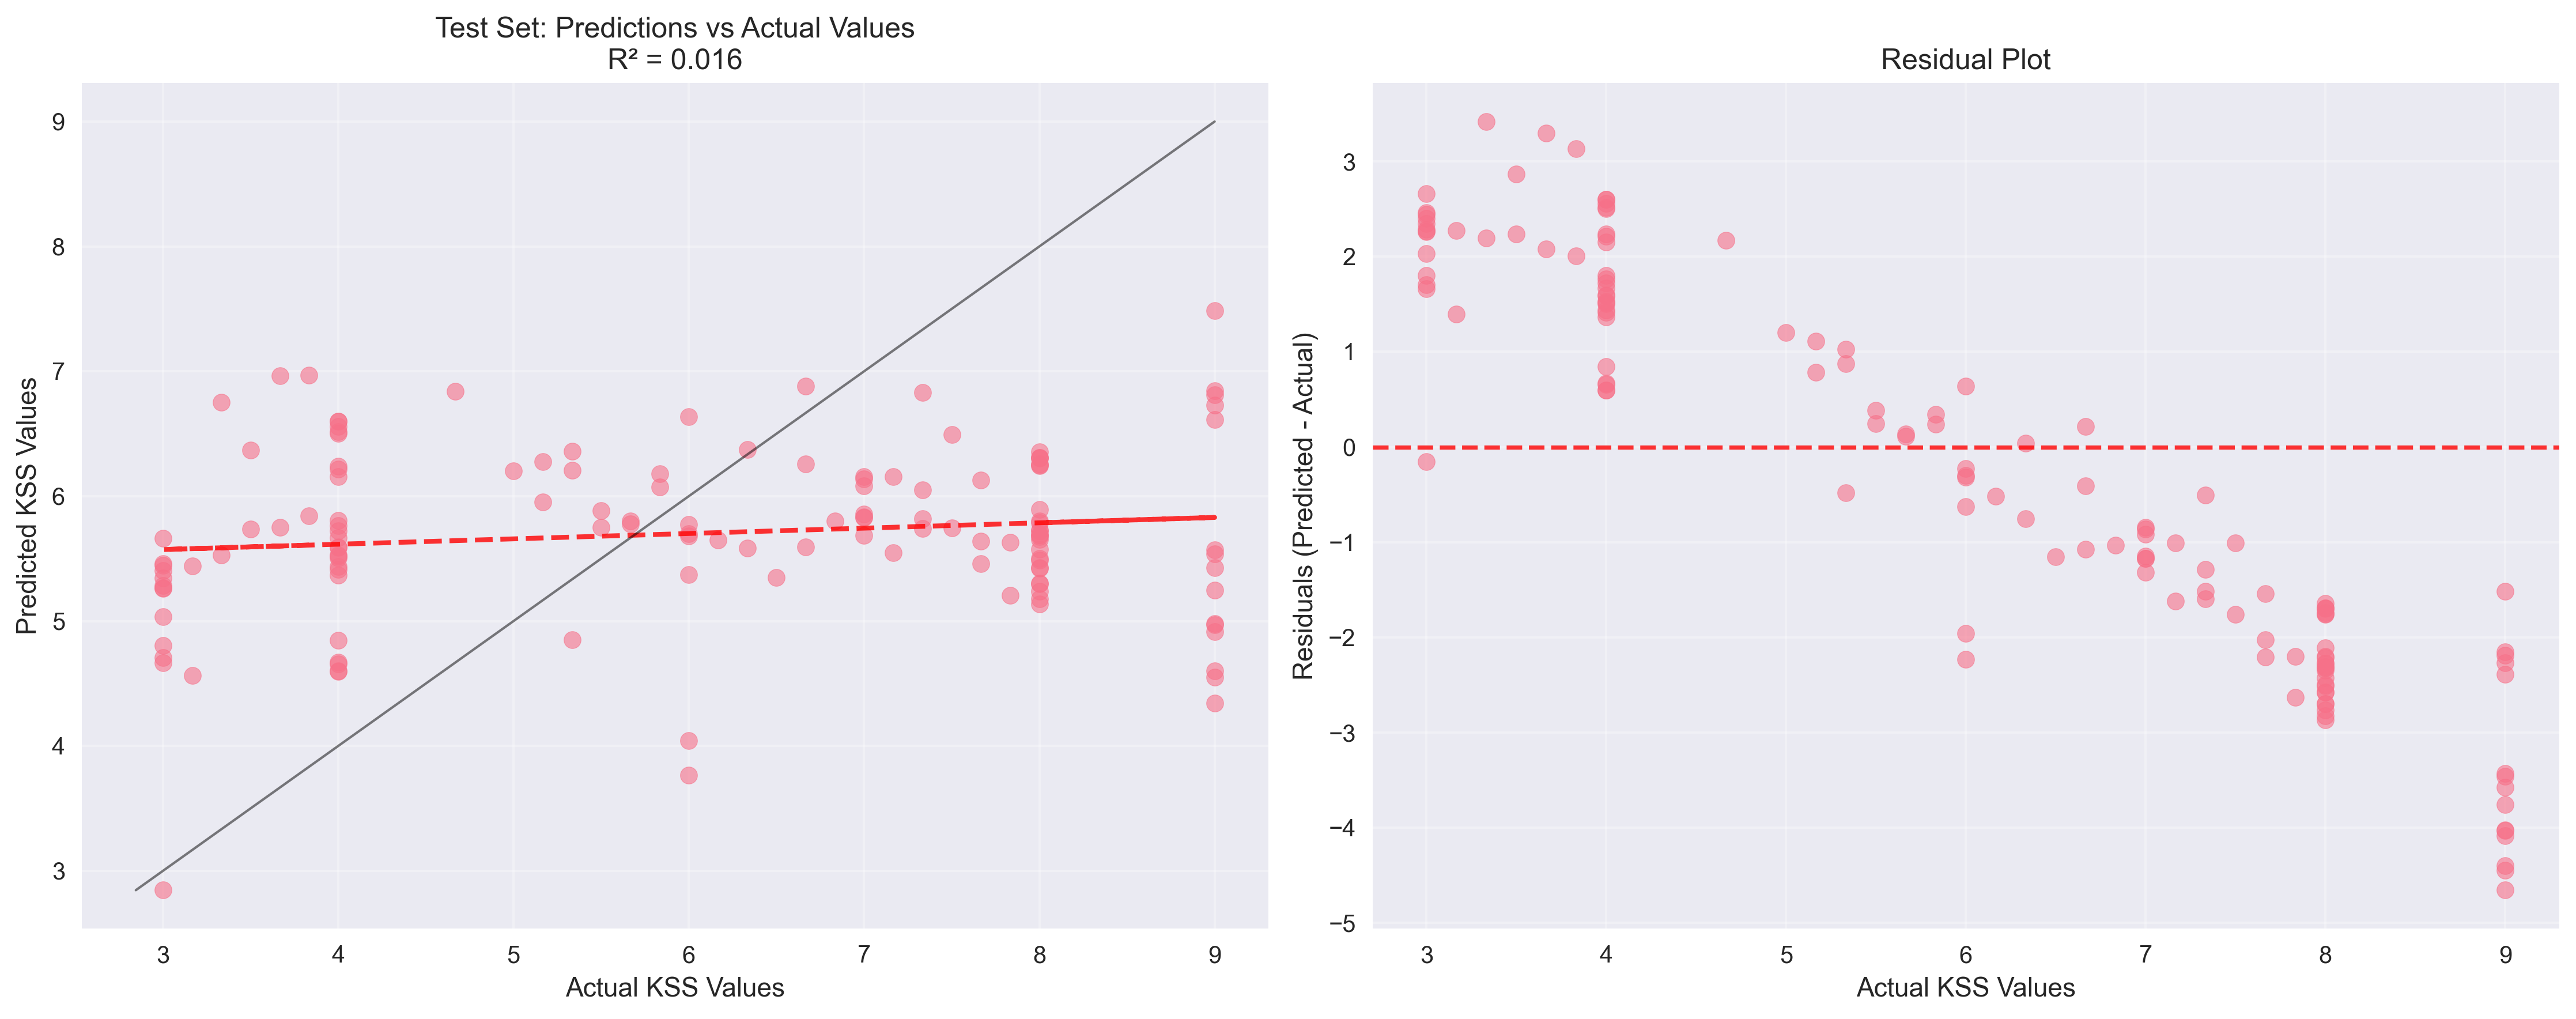 Test Set: Predictions vs Actual Values
R² = 0.016
Predicted KSS Values
9
8
7
6
5
4
3
3 4 5 6 7 8 9
Actual KSS Values
Residual Plot
Residuals (Predicted - Actual)
3
2
1
0
−1
−2
−3
−4
−5
3 4 5 6 7 8 9
Actual KSS Values